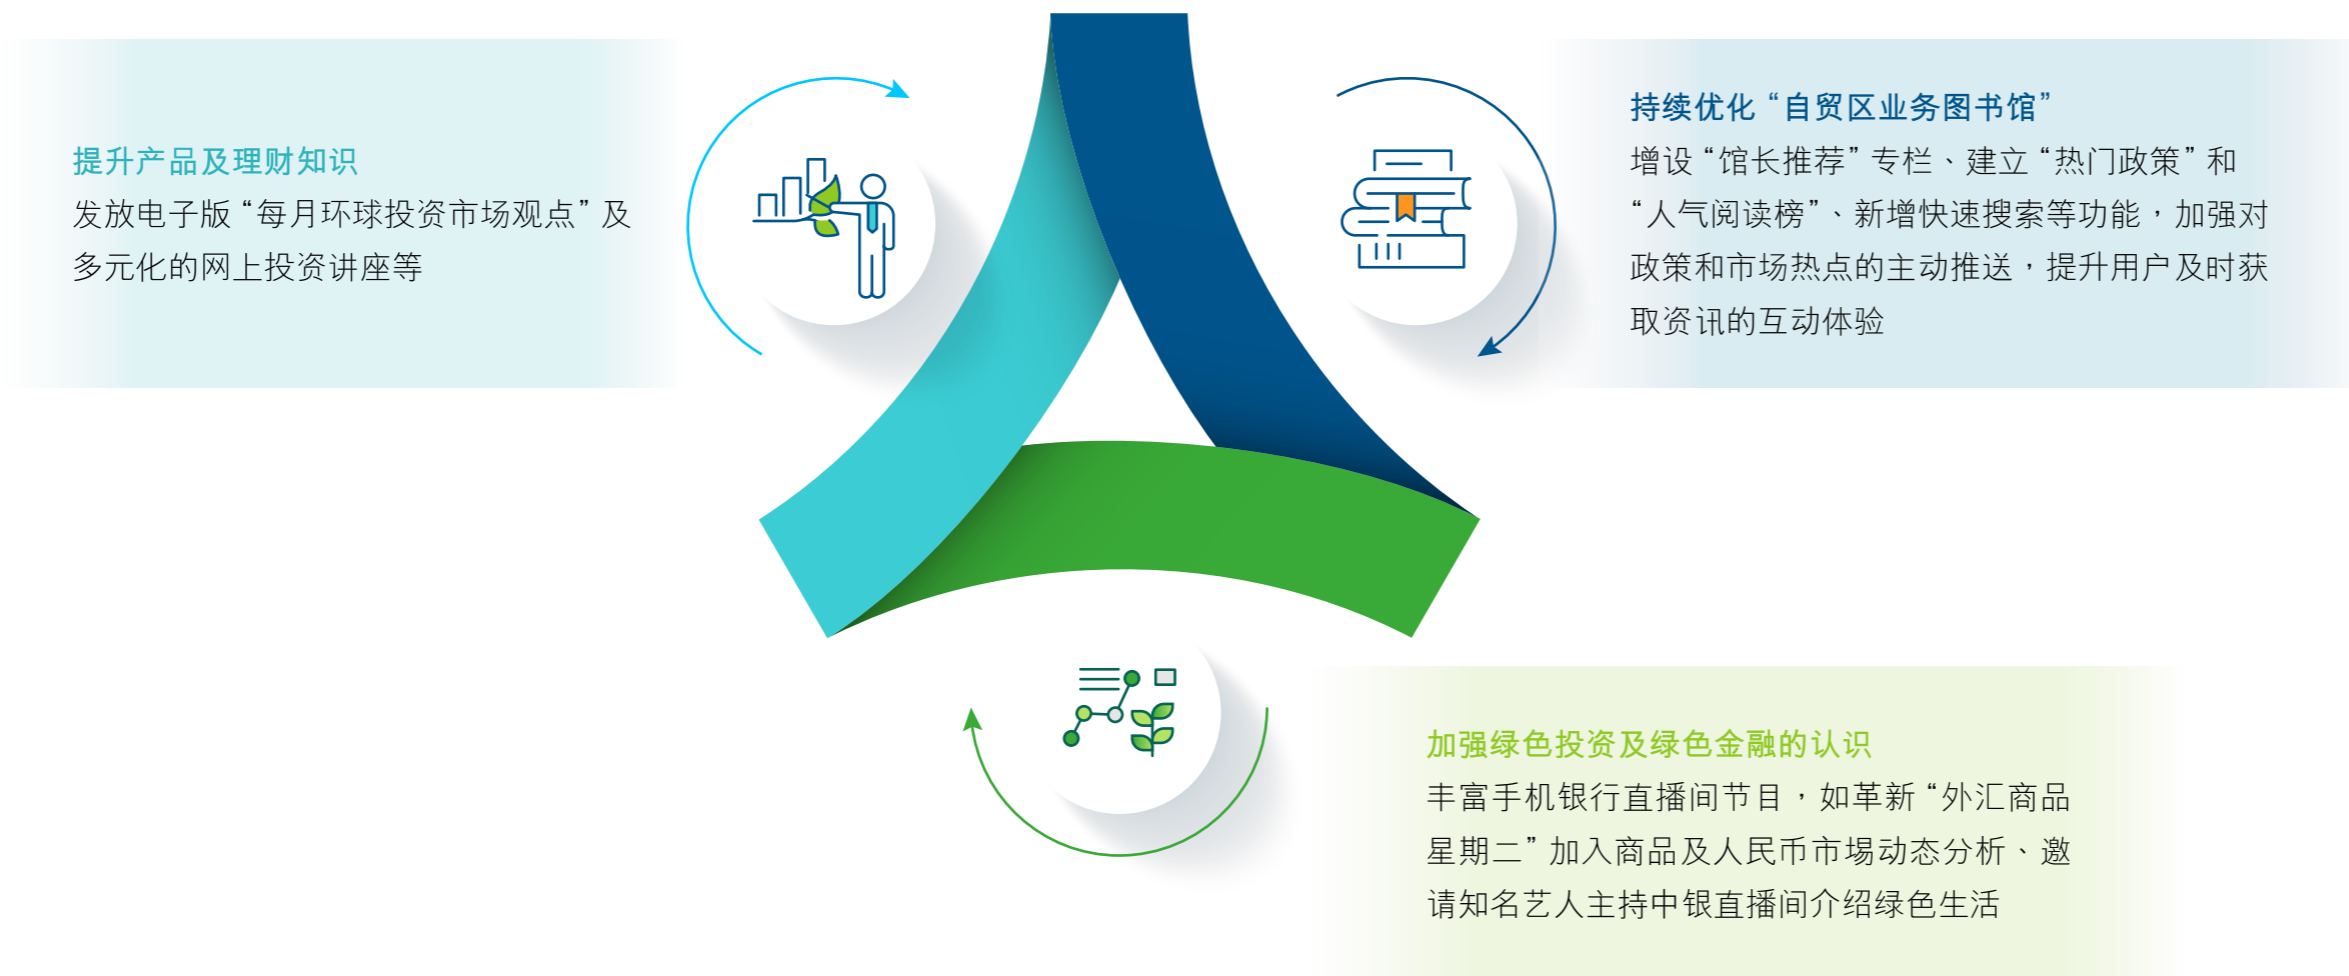 提升产品及理财知识
发放电子版“每月环球投资市场观点”及
多元化的网上投资讲座等
持续优化“自贸区业务图书馆”
增设“馆长推荐”专栏、建立“热门政策”和
“人气阅读榜”、新增快速搜索等功能，加强对
政策和市场热点的主动推送，提升用户及时获
取资讯的互动体验
加强绿色投资及绿色金融的认识
丰富手机银行直播间节目，如革新“外汇商品
星期二”加入商品及人民币市埸动态分析、邀
请知名艺人主持中银直播间介绍绿色生活